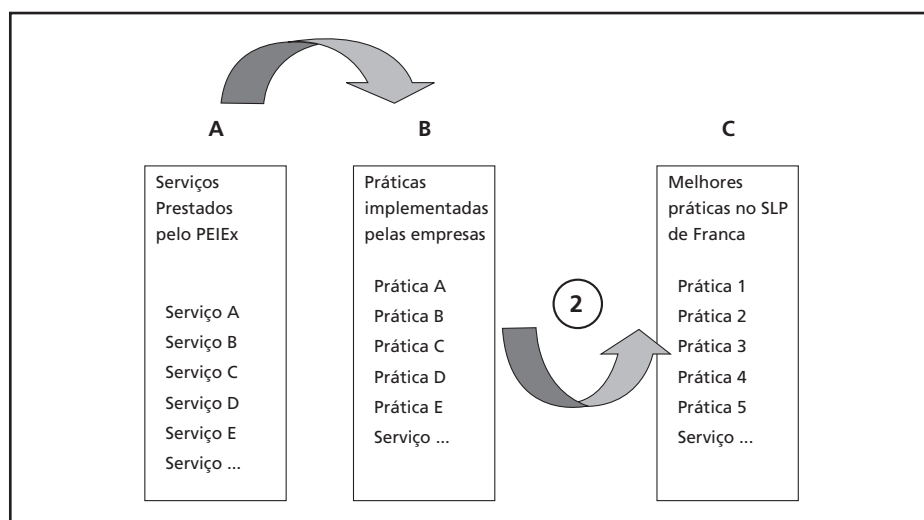 A
B
C
Serviços
Prestados
pelo PEIEx
Serviço A
Serviço B
Serviço C
Serviço D
Serviço E
Serviço ...
Práticas
implementadas
pelas empresas
Prática A
Prática B
Prática C
Prática D
Prática E
Serviço ...
2
Melhores
práticas no SLP
de Franca
Prática 1
Prática 2
Prática 3
Prática 4
Prática 5
Serviço ...